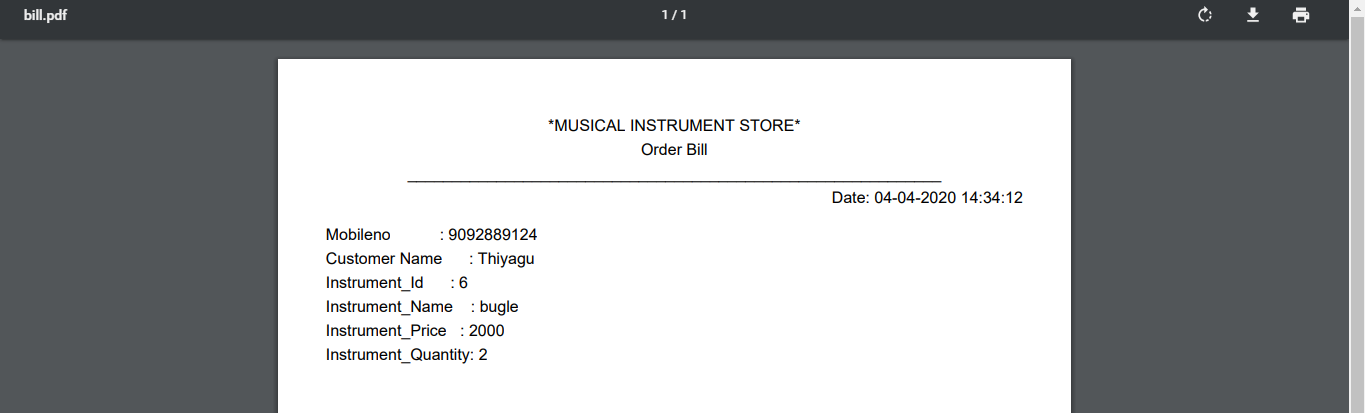 bill.pdf
1 / 1
*MUSICAL INSTRUMENT STORE*
Order Bill
Date: 04-04-2020 14:34:12
Mobileno : 9092889124
Customer Name : Thiyagu
Instrument_Id : 6
Instrument_Name : bugle
Instrument_Price : 2000
Instrument_Quantity: 2